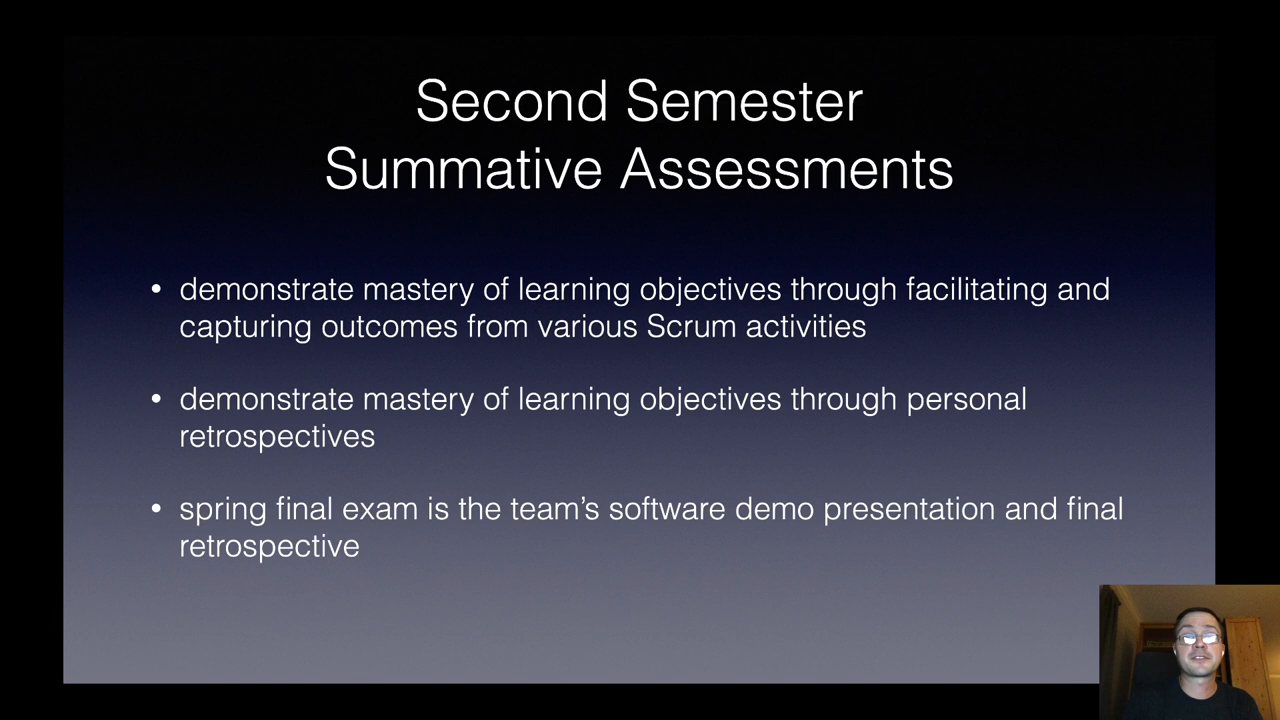 Second Semester
Summative Assessments
• demonstrate mastery of learning objectives through facilitating and
capturing outcomes from various Scrum activities
• demonstrate mastery of learning objectives through personal
retrospectives
• spring final exam is the team’s software demo presentation and final
retrospective